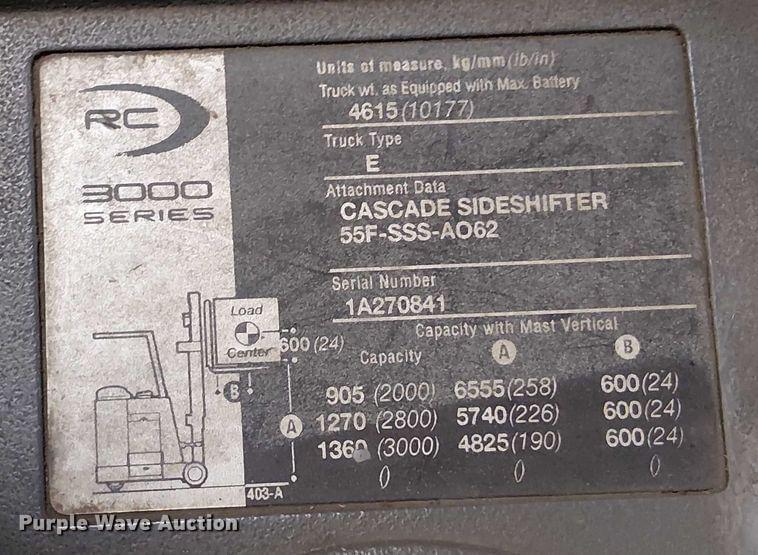 RC
3000
SERIES
Units of measure, kg/mm (lb/in)
Truck wt. as Equipped with Max. Battery
4615 (10177)
Truck Type
E
Attachment Data
CASCADE SIDESHIFTER
55F-SSS-AO62
Serial Number
1A270841
Load
Center
600 (24)
B
A
403-A
Capacity with Mast Vertical
Capacity A B
905 (2000) 6555 (258) 600 (24)
1270 (2800) 5740 (226) 600 (24)
1360 (3000) 4825 (190) 600 (24)
() () ()
Purple Wave Auction